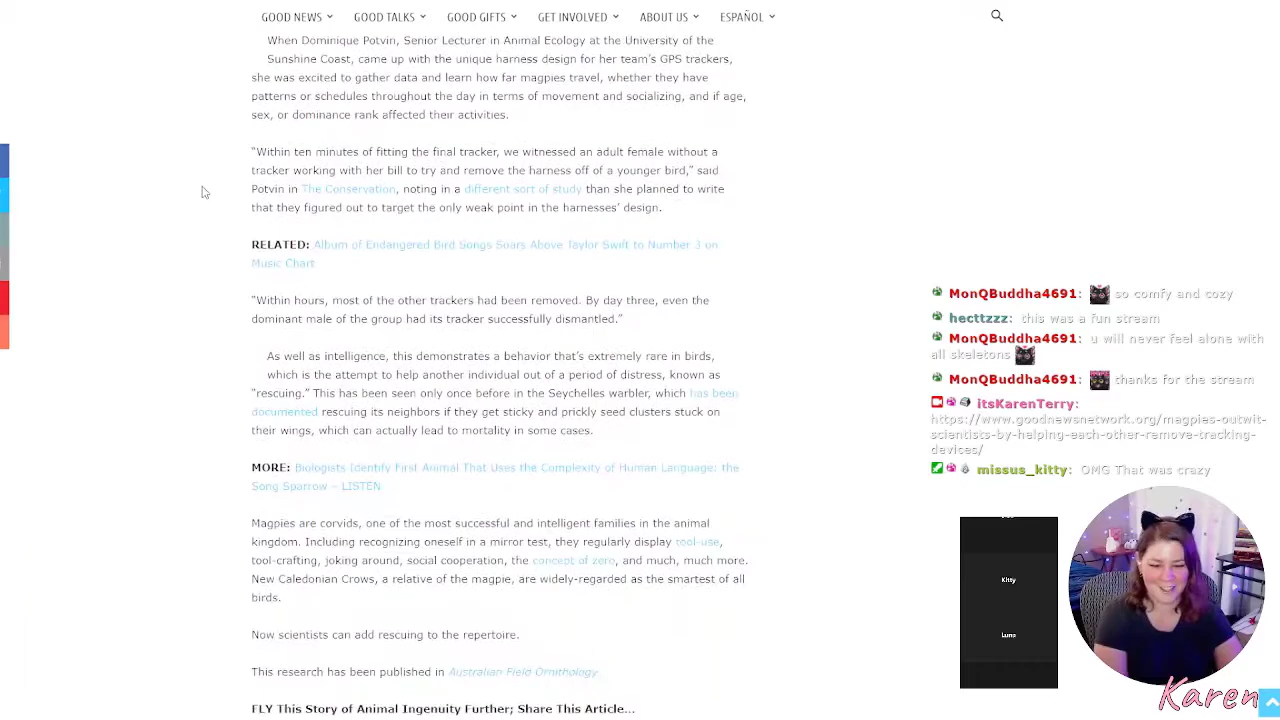 GOOD NEWS GOOD TALKS GOOD GIFTS GET INVOLVED ABOUT US ESPAÑOL
When Dominique Potvin, Senior Lecturer in Animal Ecology at the University of the
Sunshine Coast, came up with the unique harness design for her team's GPS trackers,
she was excited to gather data and learn how far magpies travel, whether they have
patterns or schedules throughout the day in terms of movement and socializing, and if age,
sex, or dominance rank affected their activities.
"Within ten minutes of fitting the final tracker, we witnessed an adult female without a
tracker working with her bill to try and remove the harness off of a younger bird," said
Potvin in The Conservation, noting in a different sort of study than she planned to write
that they figured out to target the only weak point in the harnesses' design.
RELATED: Album of Endangered Bird Songs Soars Above Taylor Swift to Number 3 on
Music Chart
"Within hours, most of the other trackers had been removed. By day three, even the
dominant male of the group had its tracker successfully dismantled."
As well as intelligence, this demonstrates a behavior that's extremely rare in birds,
which is the attempt to help another individual out of a period of distress, known as
"rescuing." This has been seen only once before in the Seychelles warbler, which has been
documented rescuing its neighbors if they get sticky and prickly seed clusters stuck on
their wings, which can actually lead to mortality in some cases.
MORE: Biologists Identify First Animal That Uses the Complexity of Human Language: the
Song Sparrow – LISTEN
Magpies are corvids, one of the most successful and intelligent families in the animal
kingdom. Including recognizing oneself in a mirror test, they regularly display tool-use,
tool-crafting, joking around, social cooperation, the concept of zero, and much, much more.
New Caledonian Crows, a relative of the magpie, are widely-regarded as the smartest of all
birds.
Now scientists can add rescuing to the repertoire.
This research has been published in Australian Field Ornithology
FLY This Story of Animal Ingenuity Further; Share This Article...
MonQBuddha4691: so comfy and cozy
hecttzzz: this was a fun stream
MonQBuddha4691: u will never feel alone with
all skeletons
MonQBuddha4691: thanks for the stream
itsKarenTerry:
https://www.goodnewsnetwork.org/magpies-outwit-
scientists-by-helping-each-other-remove-tracking-
devices/
missus_kitty: OMG That was crazy
Kitty
Luna
Karen